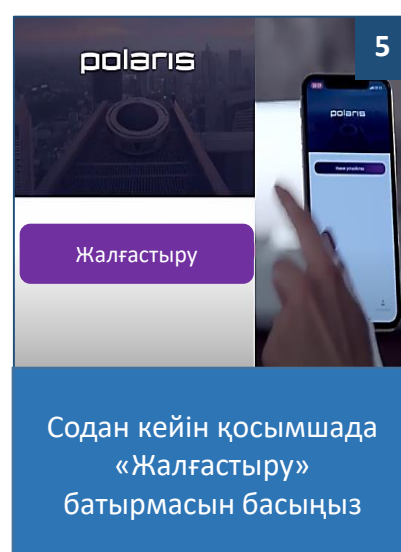 polaris
5
polaris
Жалғастыру
Содан кейін қосымшада
«Жалғастыру»
батырмасын басыңыз